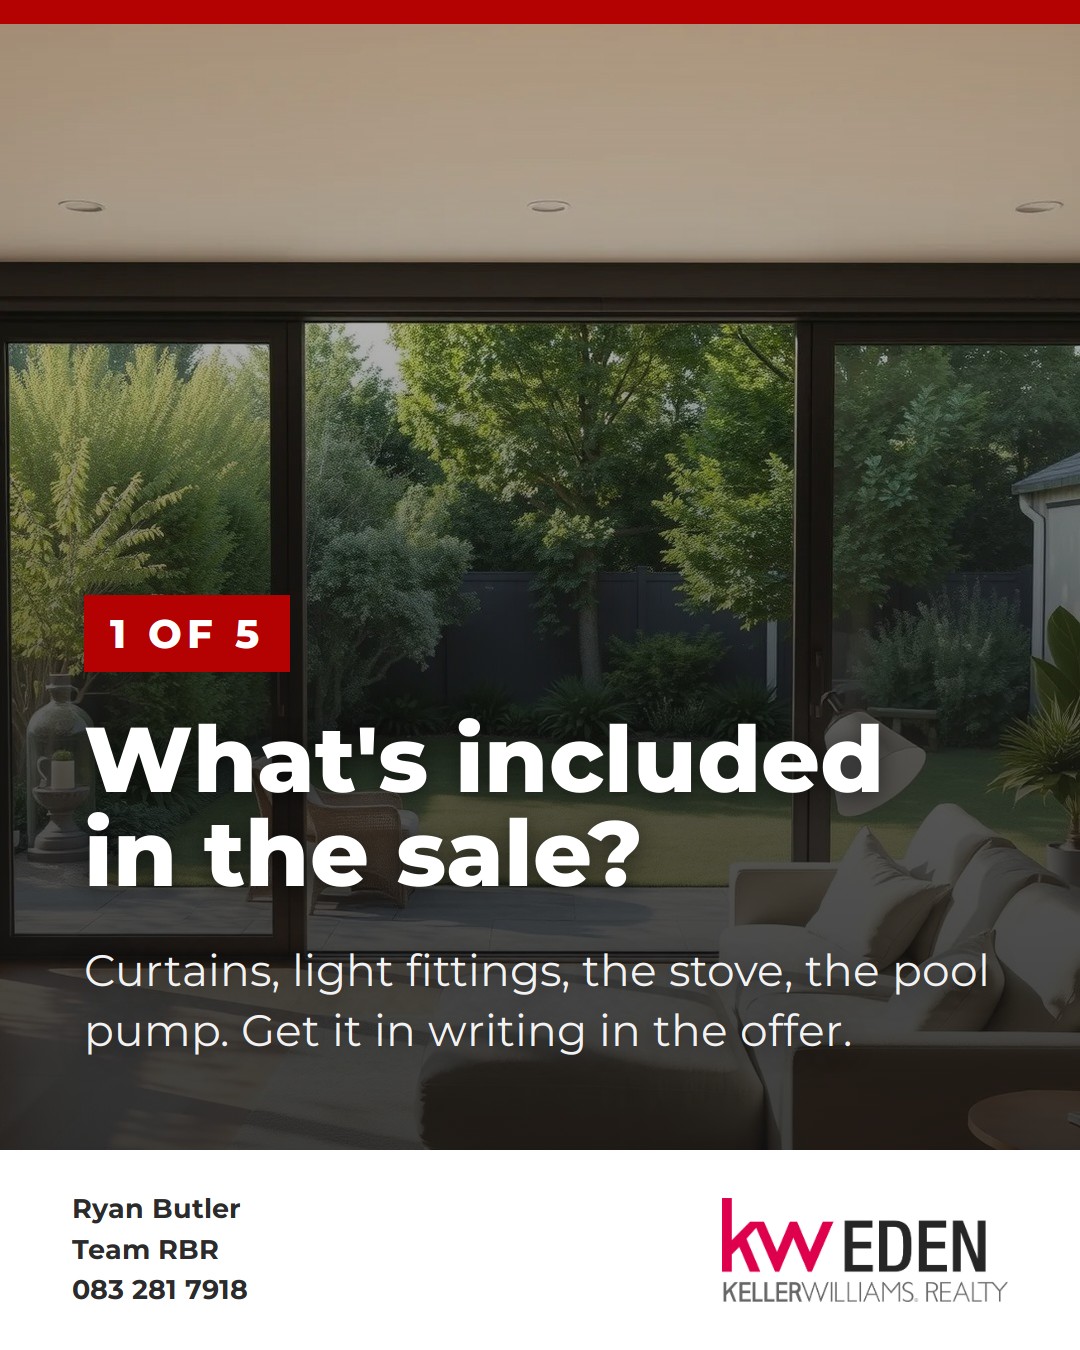 1 OF 5
What's included
in the sale?
Curtains, light fittings, the stove, the pool
pump. Get it in writing in the offer.
Ryan Butler
Team RBR
083 281 7918
kw EDEN
KELLERWILLIAMS. REALTY